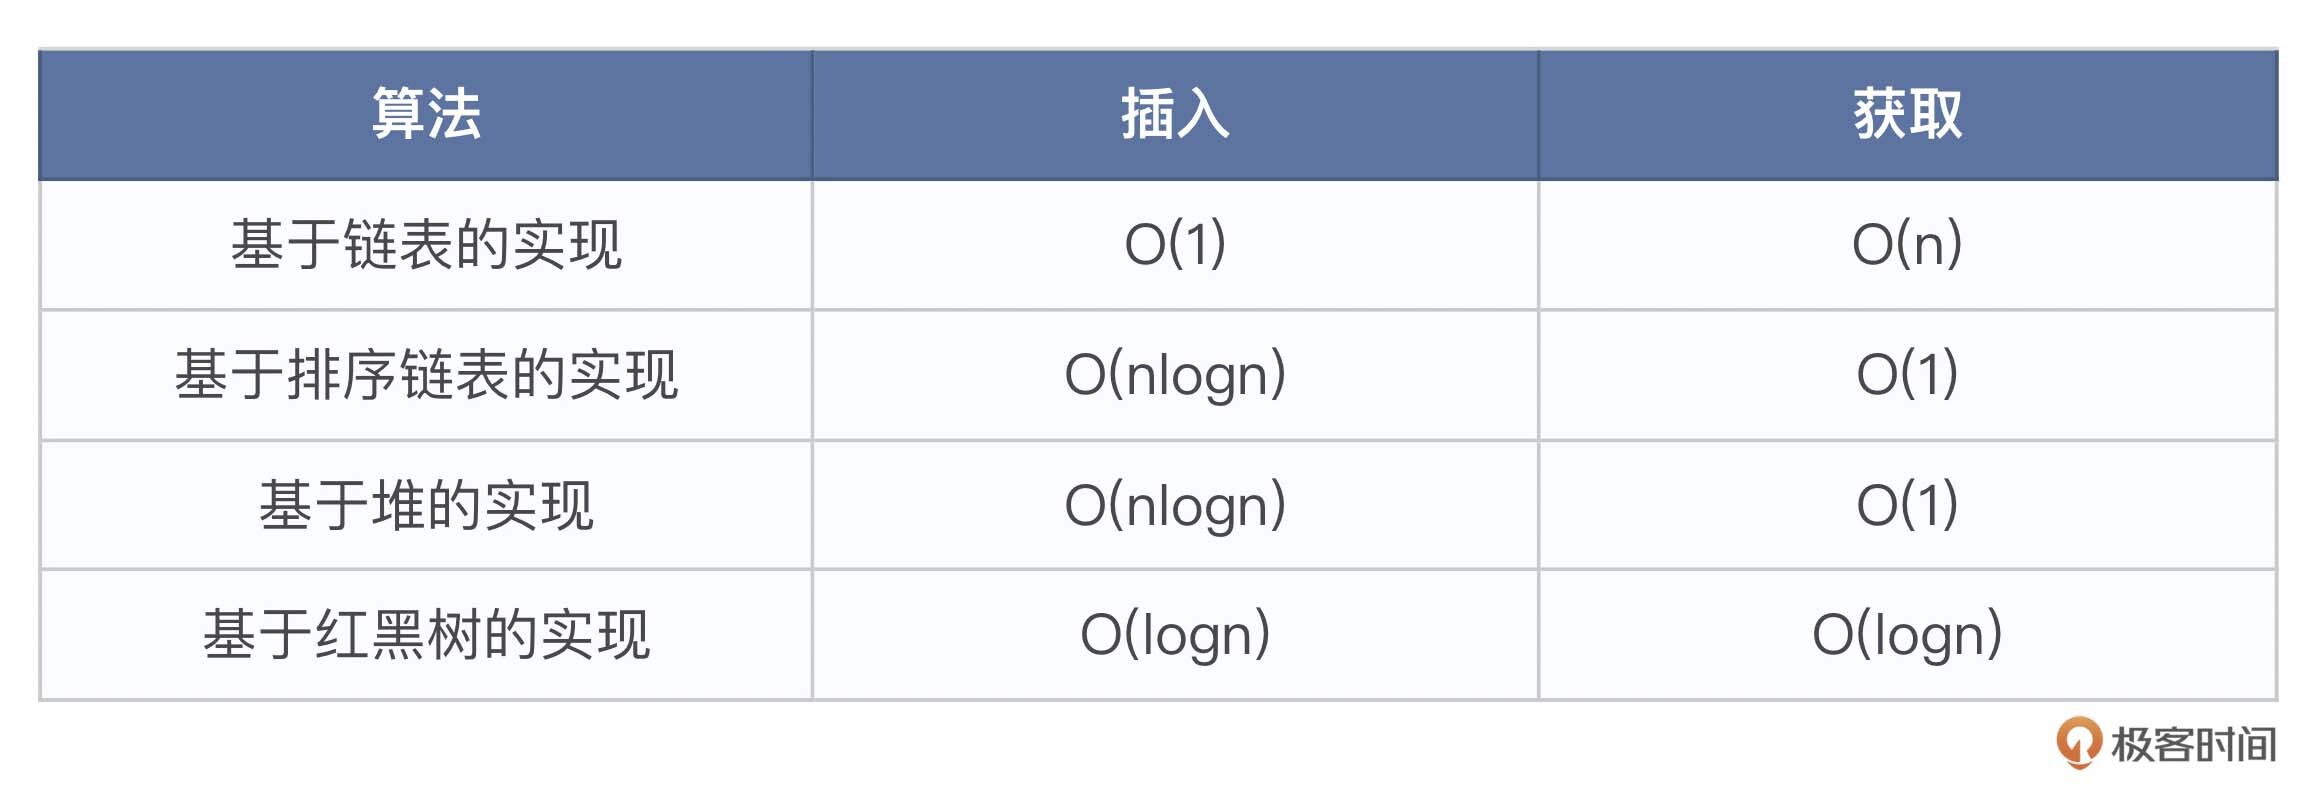 算法 插入 获取
基于链表的实现 O(1) O(n)
基于排序链表的实现 O(nlogn) O(1)
基于堆的实现 O(nlogn) O(1)
基于红黑树的实现 O(logn) O(logn)
极客时间